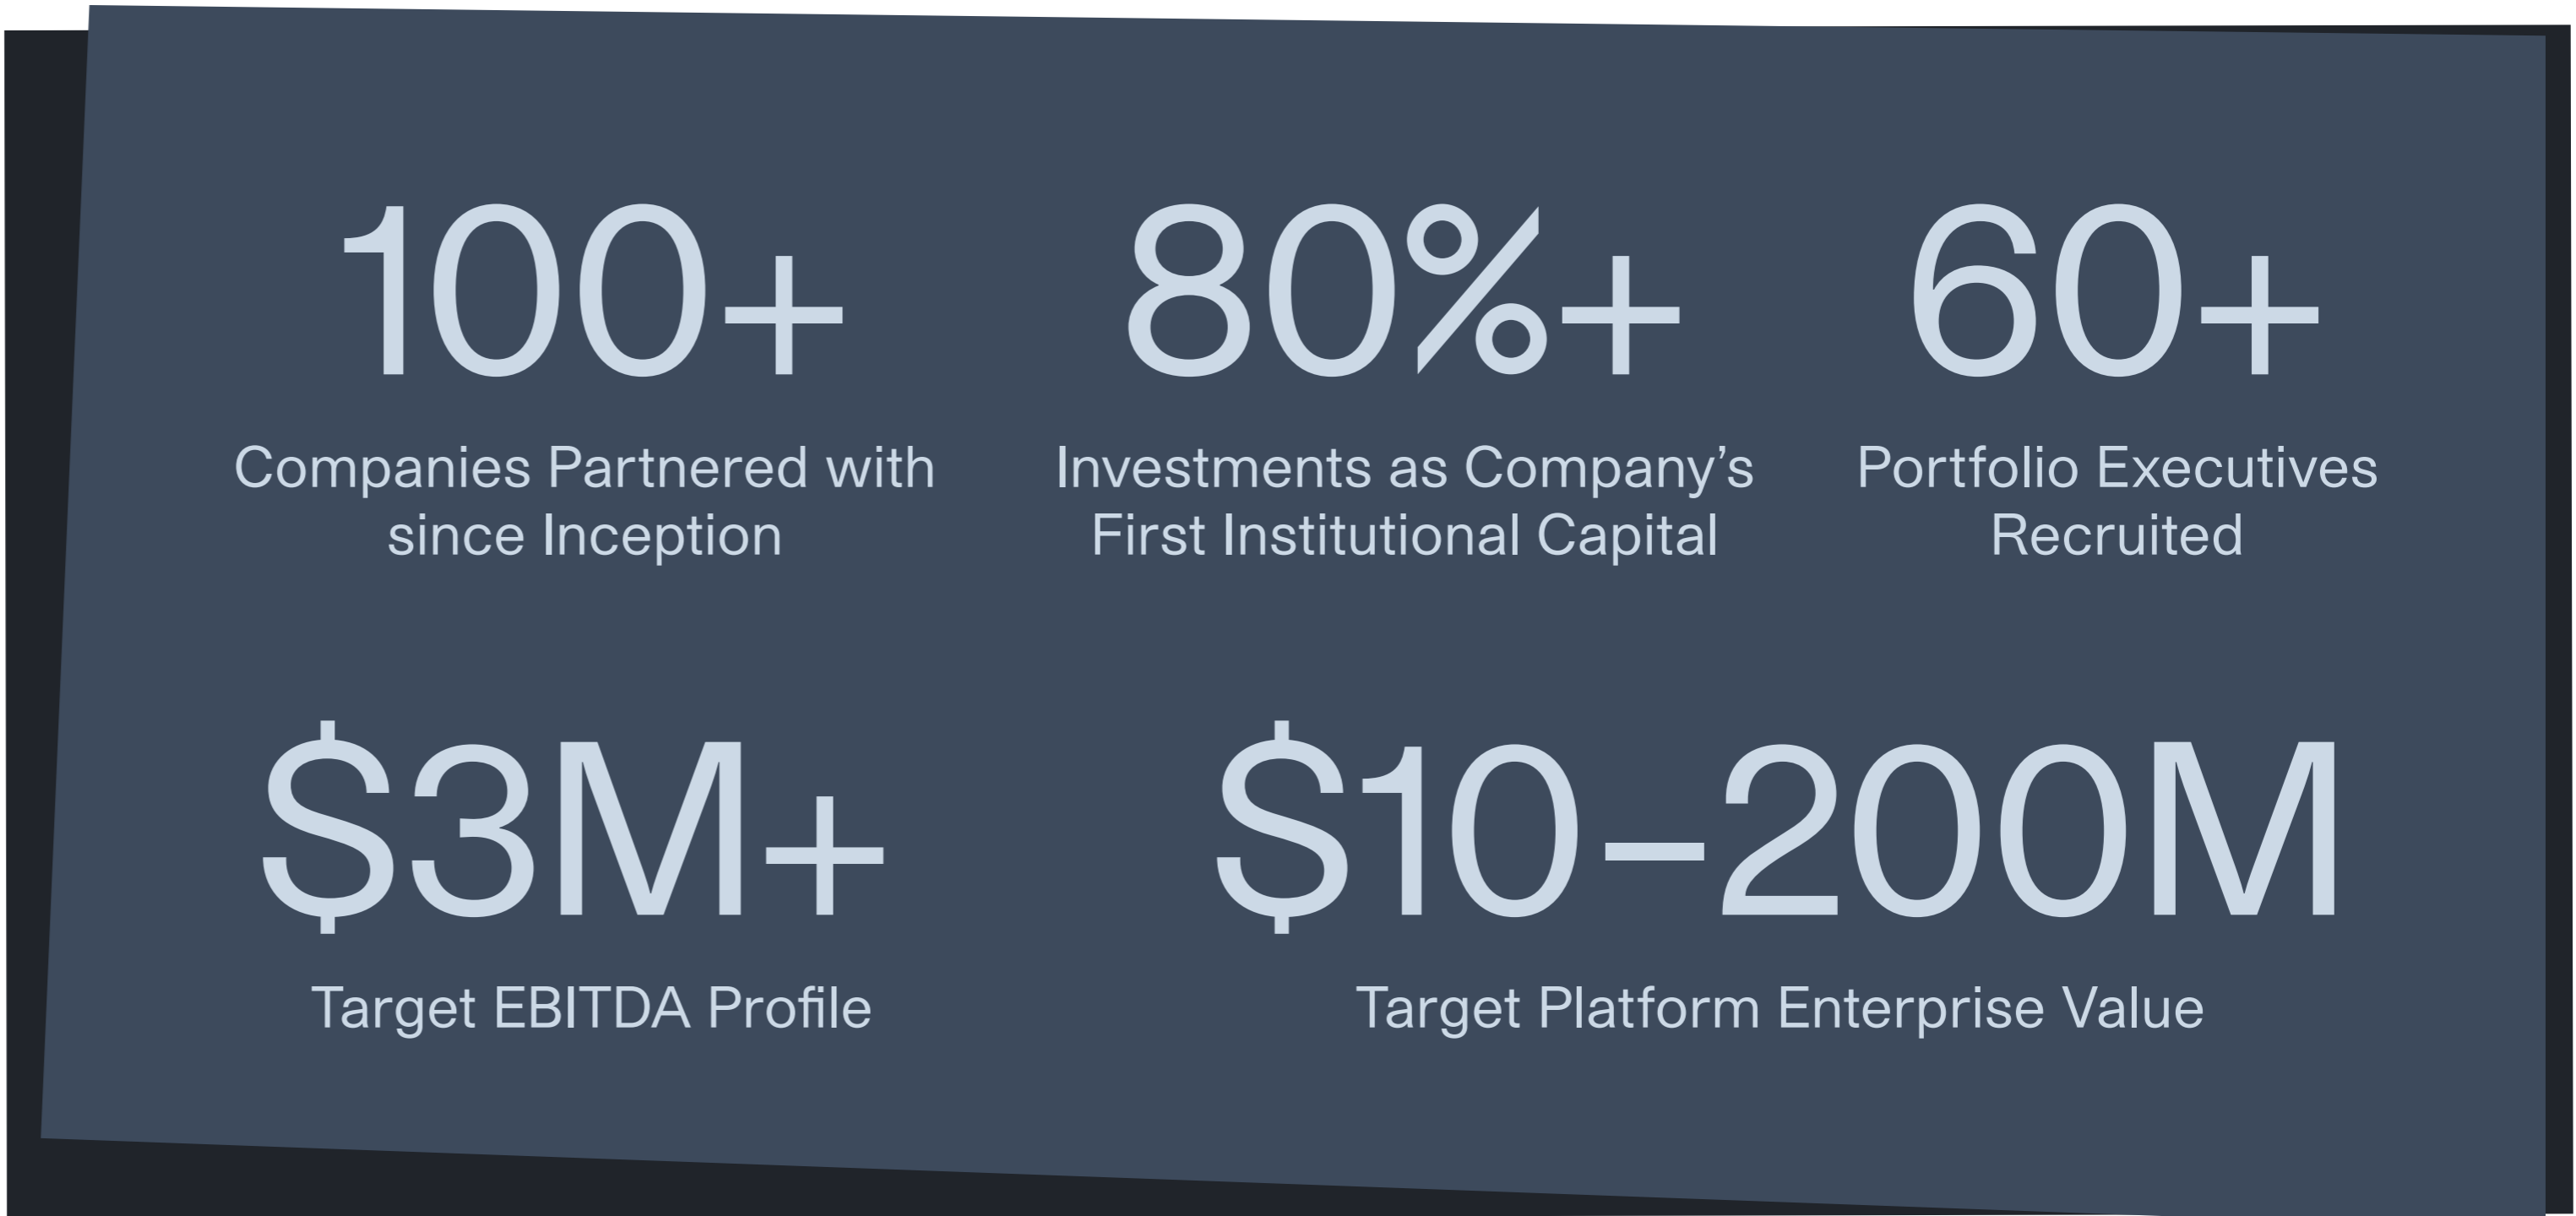 100+
Companies Partnered with
since Inception
80%+
Investments as Company’s
First Institutional Capital
60+
Portfolio Executives
Recruited
$3M+
Target EBITDA Profile
$10–200M
Target Platform Enterprise Value